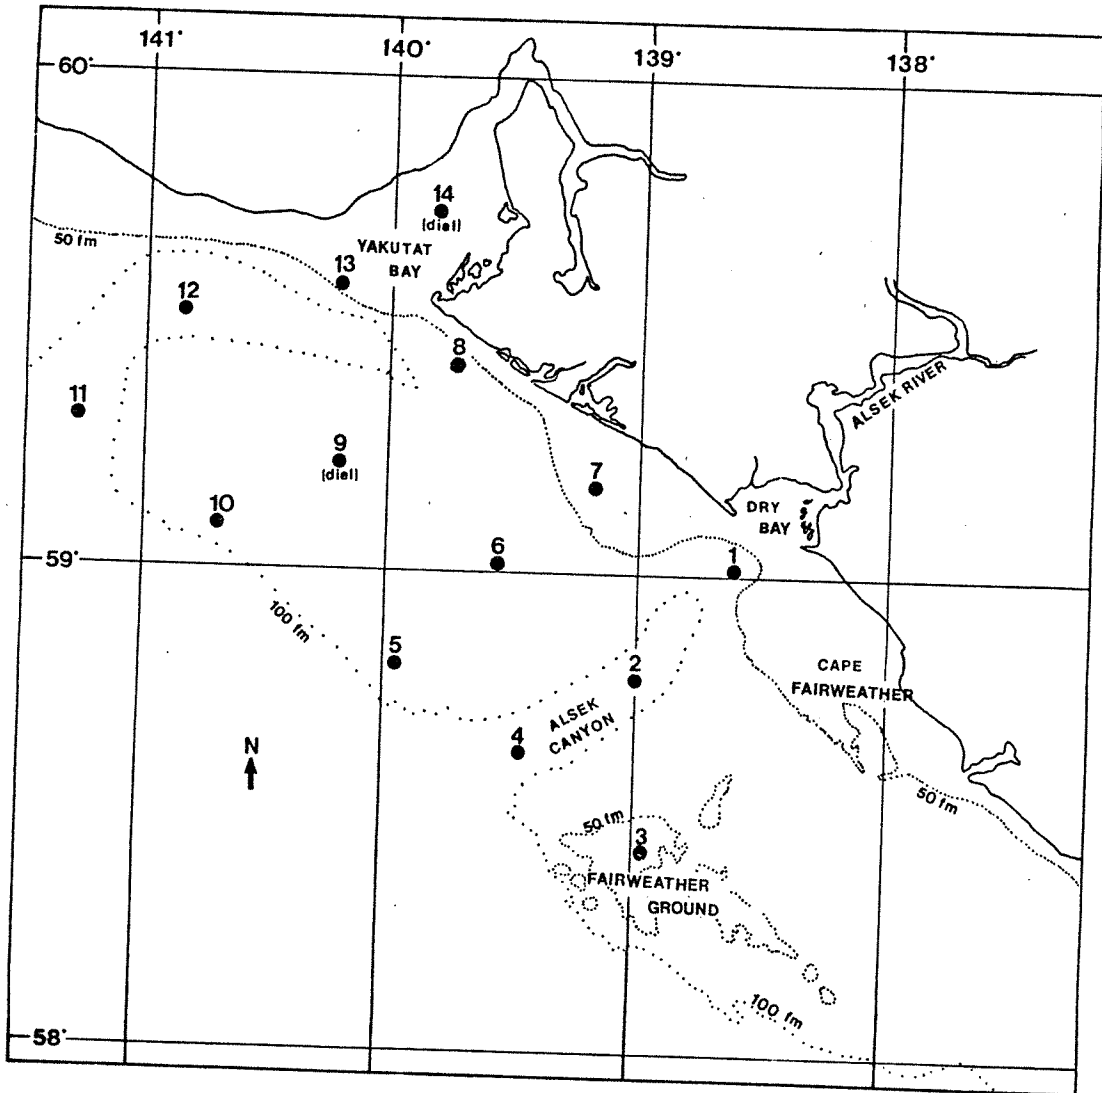 141°
140°
139°
138°
60°
14
(diel)
50 fm
YAKUTAT
BAY
13
12
8
11
ALSEK RIVER
9
(diel)
7
10
DRY
BAY
6
1
59°
100 fm
5
2
CAPE
FAIRWEATHER
ALSEK
CANYON
4
N
50 fm
50 fm
3
FAIRWEATHER
GROUND
100 fm
58°